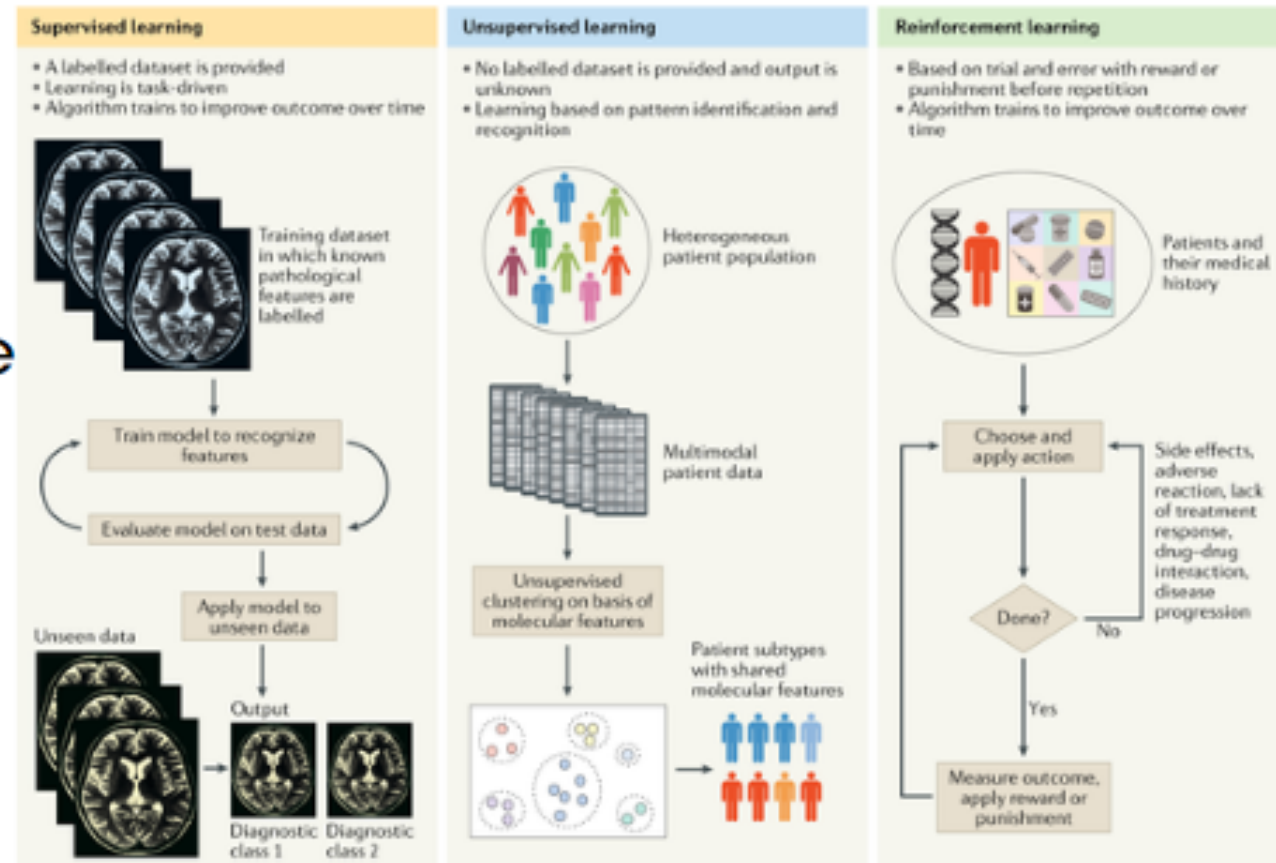 Supervised learning
• A labelled dataset is provided
• Learning is task-driven
• Algorithm trains to improve outcome over time
Training dataset
in which known
pathological
features are
labelled
e
Train model to recognize
features
Evaluate model on test data
Apply model to
unseen data
Unseen data
Output
Diagnostic
class 1
Diagnostic
class 2
Unsupervised learning
• No labelled dataset is provided and output is
unknown
• Learning based on pattern identification and
recognition
Heterogeneous
patient population
Multimodal
patient data
Unsupervised
clustering on basis of
molecular features
Patient subtypes
with shared
molecular features
Reinforcement learning
• Based on trial and error with reward or
punishment before repetition
• Algorithm trains to improve outcome over
time
Patients and
their medical
history
Choose and
apply action
Side effects,
adverse
reaction, lack
of treatment
response,
drug–drug
interaction,
disease
progression
Done?
No
Yes
Measure outcome,
apply reward or
punishment